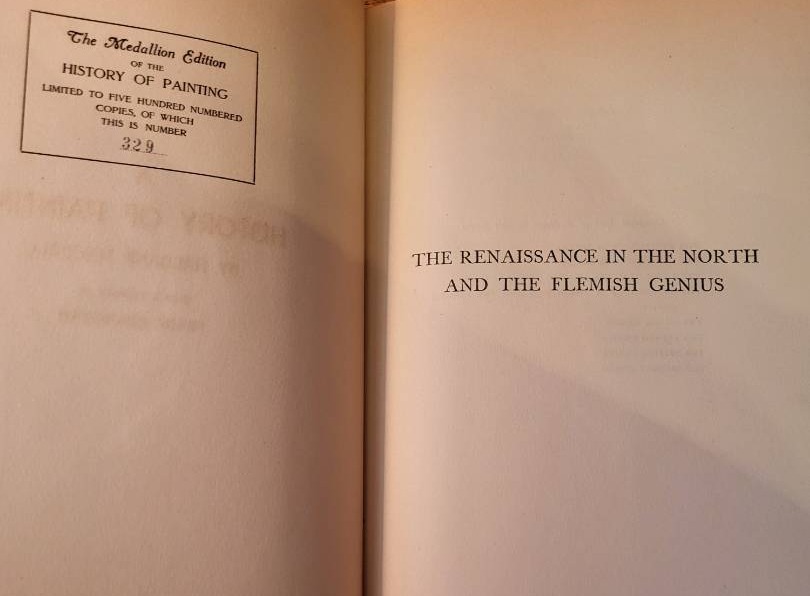 The Medallion Edition
OF THE
HISTORY OF PAINTING
LIMITED TO FIVE HUNDRED NUMBERED
COPIES, OF WHICH
THIS IS NUMBER
329
THE RENAISSANCE IN THE NORTH
AND THE FLEMISH GENIUS